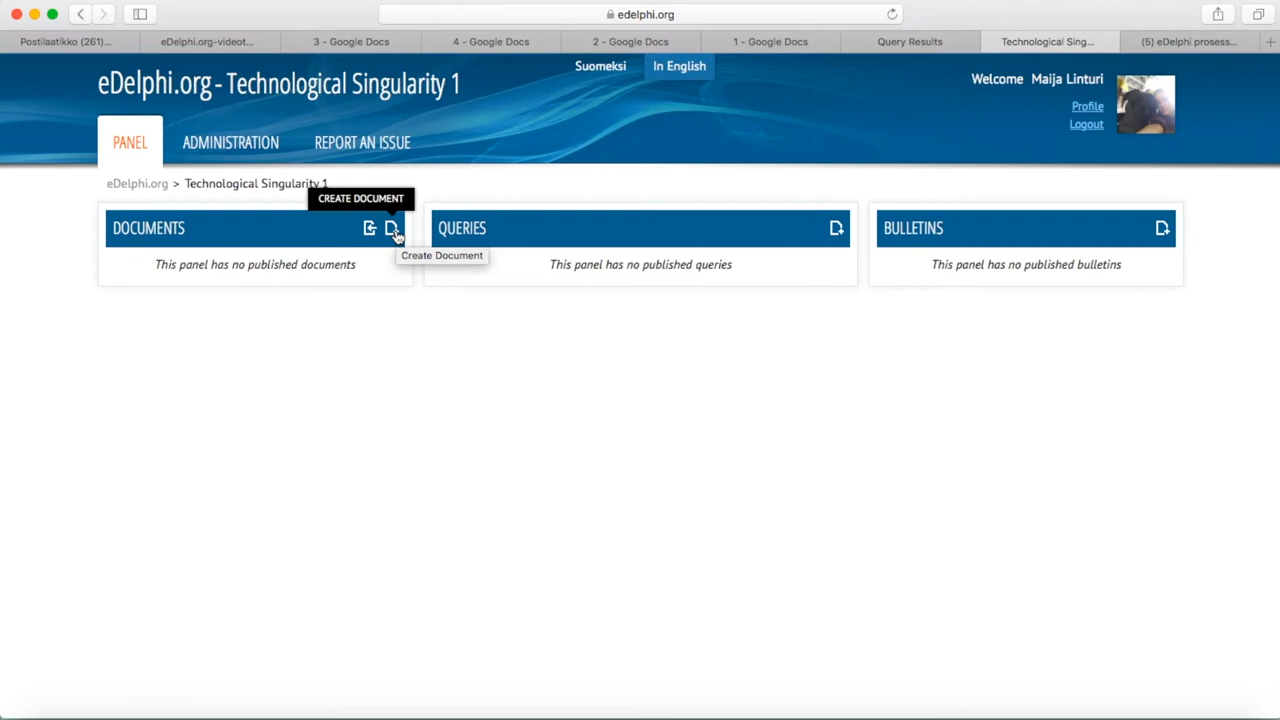 edelphi.org
Postilaatikko (261)...
eDelphi.org-videot...
3 - Google Docs
4 - Google Docs
2 - Google Docs
1 - Google Docs
Query Results
Technological Sing...
(5) eDelphi prosess...
Suomeksi
In English
eDelphi.org - Technological Singularity 1
Welcome Maija Linturi
Profile
Logout
PANEL
ADMINISTRATION
REPORT AN ISSUE
eDelphi.org > Technological Singularity 1
CREATE DOCUMENT
DOCUMENTS
QUERIES
BULLETINS
Create Document
This panel has no published documents
This panel has no published queries
This panel has no published bulletins